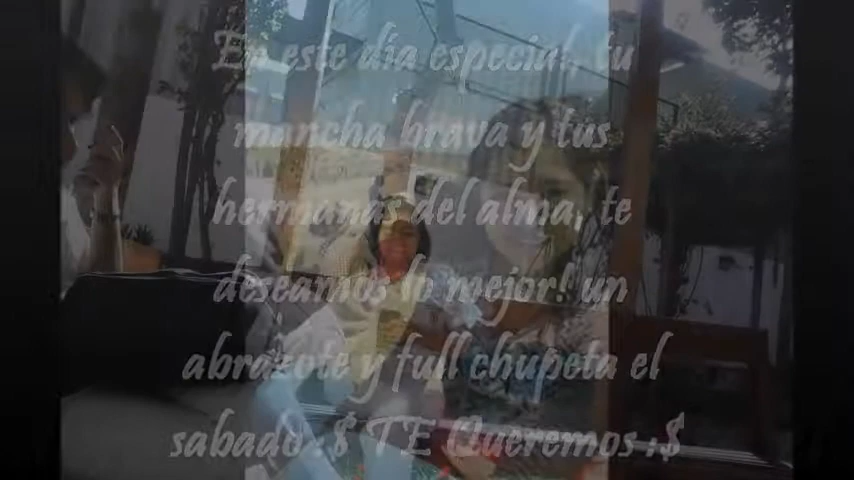 En este día especial, tu
mancha brava y tus
hermanas del alma, te
deseamos lo mejor! un
abrazote y full chupeta el
sabado :$ TE Queremos :$